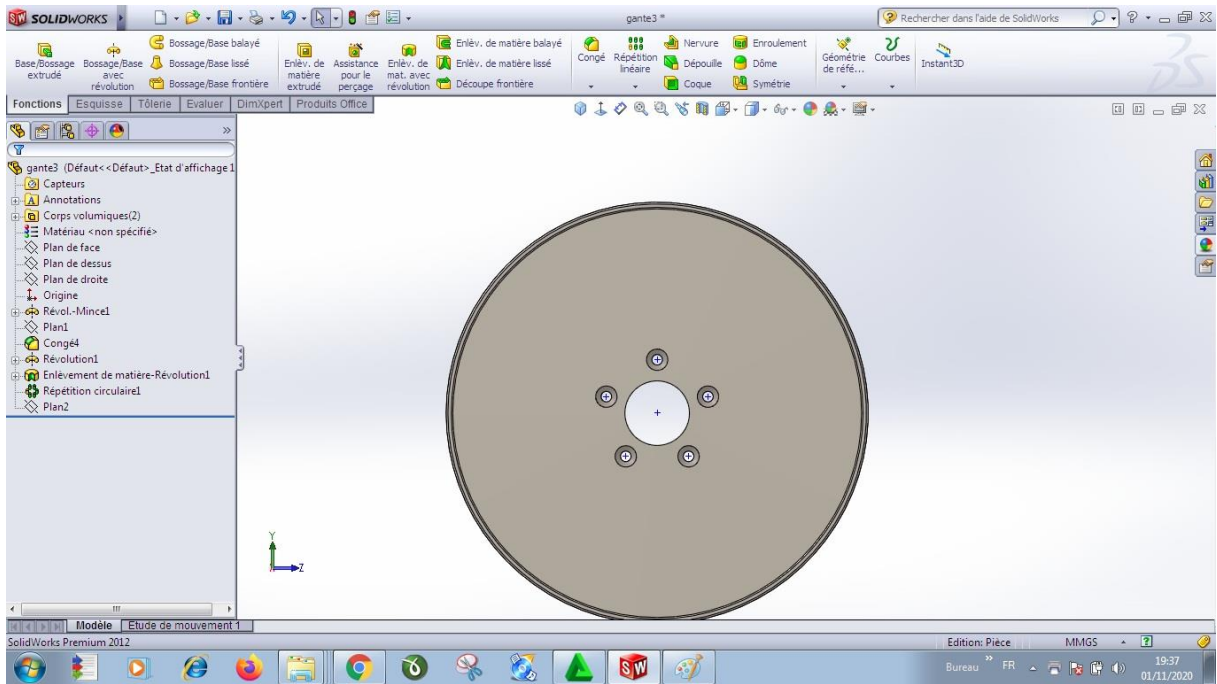 SOLIDWORKS
gante3 *
Rechercher dans l'aide de SolidWorks
Base/Bossage extrudé
Bossage/Base avec révolution
Bossage/Base balayé
Bossage/Base lissé
Bossage/Base frontière
Enlèv. de matière extrudé
Assistance pour le perçage
Enlèv. de mat. avec révolution
Enlèv. de matière balayé
Enlèv. de matière lissé
Découpe frontière
Congé
Répétition linéaire
Nervure
Dépouille
Coque
Enroulement
Dôme
Symétrie
Géométrie de réfé...
Courbes
Instant3D
Fonctions Esquisse Tôlerie Evaluer DimXpert Produits Office
gante3 (Défaut<<Défaut>_Etat d'affichage 1
Capteurs
Annotations
Corps volumiques(2)
Matériau <non spécifié>
Plan de face
Plan de dessus
Plan de droite
Origine
Révol.-Mince1
Plan1
Congé4
Révolution1
Enlèvement de matière-Révolution1
Répétition circulaire1
Plan2
Y
Z
Modèle Etude de mouvement 1
SolidWorks Premium 2012
Edition: Pièce
MMGS
Bureau
FR
19:37
01/11/2020